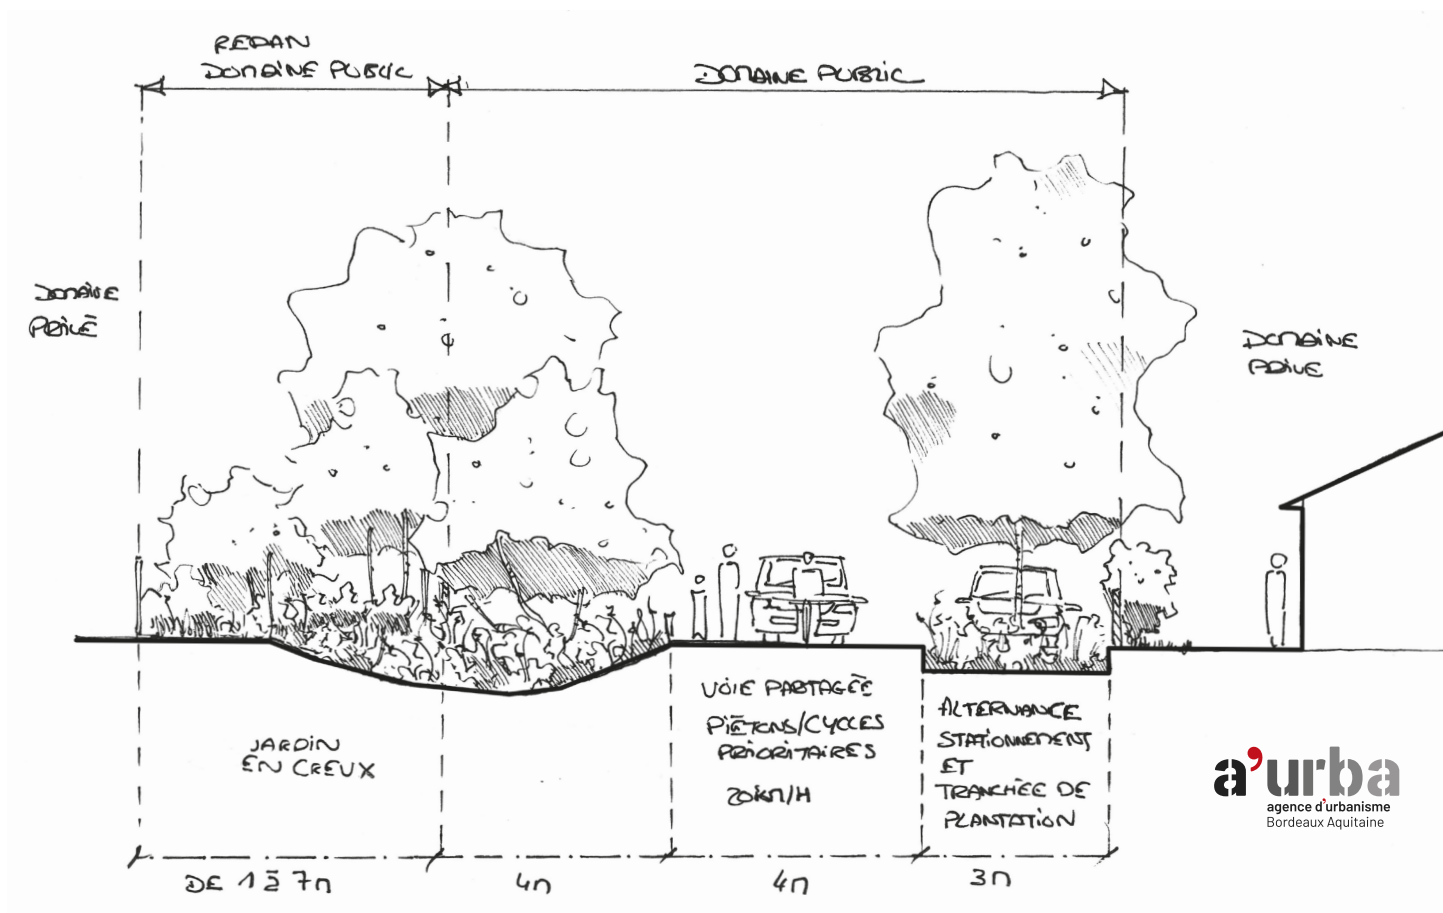 REDAN
DOMAINE PUBLIC
DOMAINE PUBLIC
DOMAINE
PRIVÉ
DOMAINE
PRIVE
VOIE PARTAGÉE
PIÉTONS/CYCLES
PRIORITAIRES
20KM/H
ALTERNANCE
STATIONNEMENT
ET
TRANCHÉE DE
PLANTATION
JARDIN
EN CREUX
a'urba
agence d'urbanisme
Bordeaux Aquitaine
DE 1 à 7m
4m
4m
3m